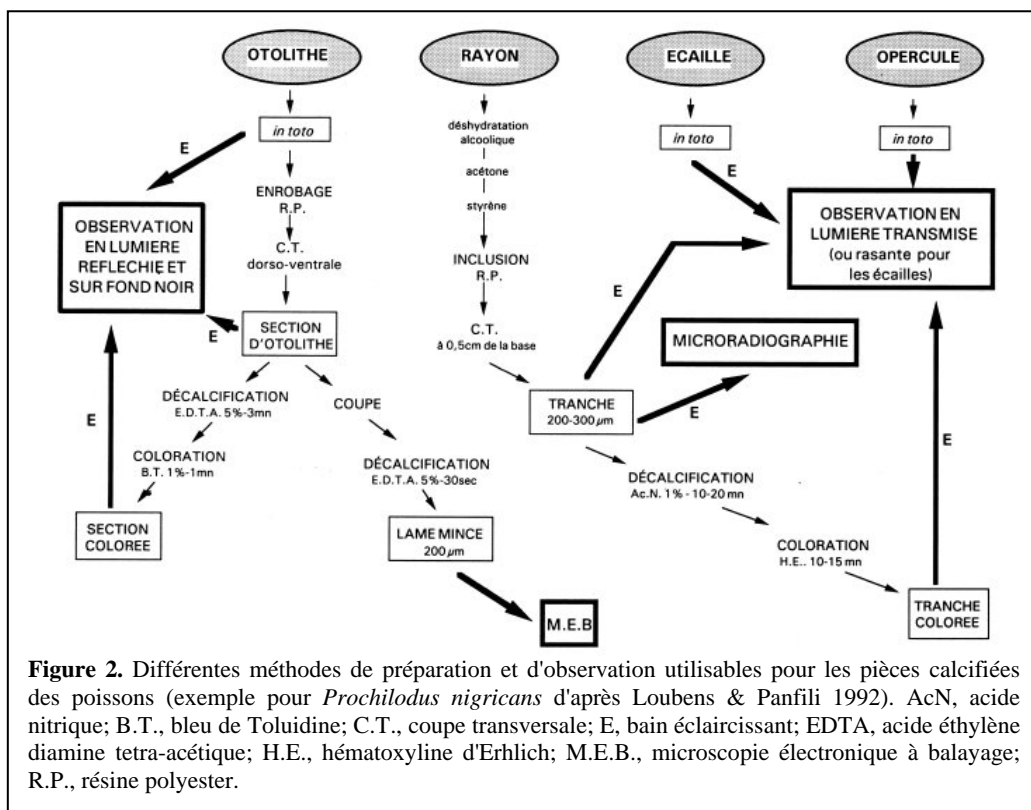 OTOLITHE
RAYON
ECAILLE
OPERCULE
in toto
déshydratation
alcoolique
in toto
in toto
E
E
acétone
ENROBAGE
R.P.
styrène
OBSERVATION
EN LUMIERE
REFLECHIE ET
SUR FOND NOIR
OBSERVATION EN
LUMIERE TRANSMISE
(ou rasante pour
les écailles)
C.T.
dorso-ventrale
INCLUSION
R.P.
E
E
SECTION
D'OTOLITHE
C.T.
à 0,5cm de la base
MICRORADIOGRAPHIE
DÉCALCIFICATION
E.D.T.A. 5%-3mn
COUPE
TRANCHE
200-300 µm
E
E
E
COLORATION
B.T. 1%-1mn
DÉCALCIFICATION
E.D.T.A. 5%-30sec
DÉCALCIFICATION
Ac.N. 1% - 10-20 mn
SECTION
COLOREE
LAME MINCE
200 µm
COLORATION
H.E.. 10-15 mn
M.E.B
TRANCHE
COLOREE
Figure 2. Différentes méthodes de préparation et d'observation utilisables pour les pièces calcifiées
des poissons (exemple pour Prochilodus nigricans d'après Loubens & Panfili 1992). AcN, acide
nitrique; B.T., bleu de Toluidine; C.T., coupe transversale; E, bain éclaircissant; EDTA, acide éthylène
diamine tetra-acétique; H.E., hématoxyline d'Erhlich; M.E.B., microscopie électronique à balayage;
R.P., résine polyester.